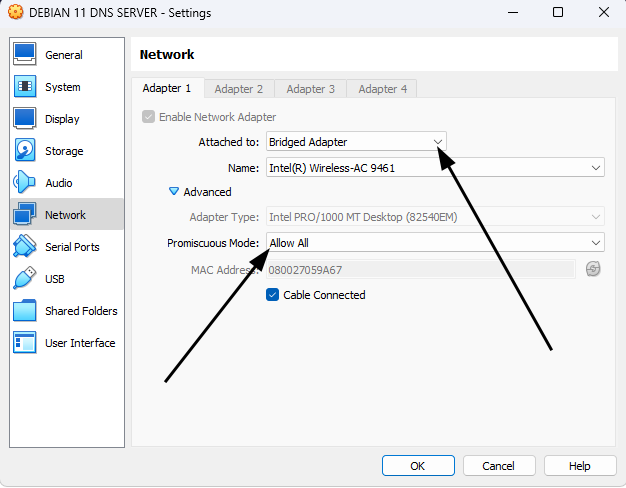 DEBIAN 11 DNS SERVER - Settings
General
System
Display
Storage
Audio
Network
Serial Ports
USB
Shared Folders
User Interface
Network
Adapter 1 Adapter 2 Adapter 3 Adapter 4
Enable Network Adapter
Attached to: Bridged Adapter
Name: Intel(R) Wireless-AC 9461
Advanced
Adapter Type: Intel PRO/1000 MT Desktop (82540EM)
Promiscuous Mode: Allow All
MAC Address: 080027059A67
Cable Connected
OK Cancel Help